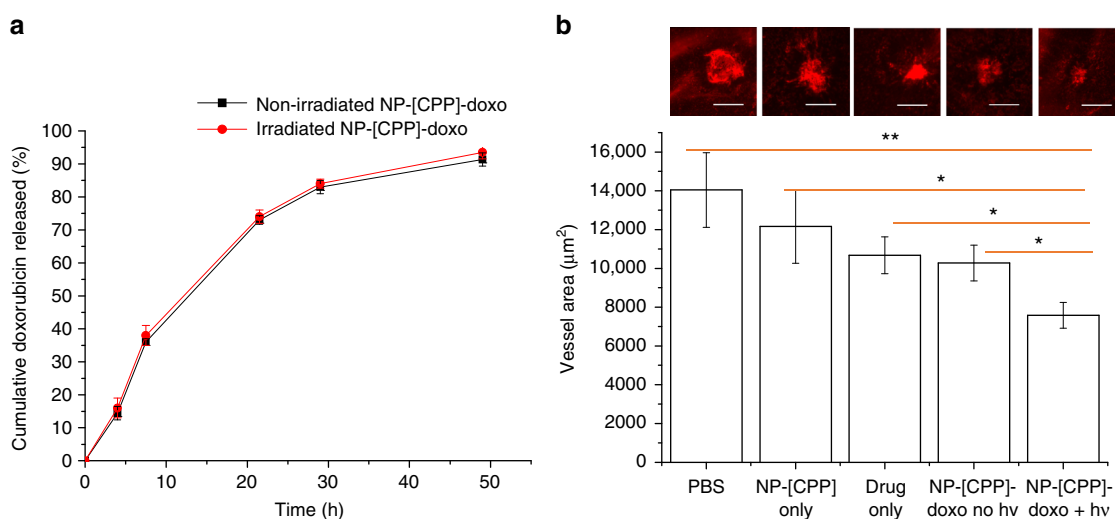 a
Non-irradiated NP-[CPP]-doxo
Irradiated NP-[CPP]-doxo
Cumulative doxorubicin released (%)
100
90
80
70
60
50
40
30
20
10
0
0
10
20
30
40
50
Time (h)
b
**
*
*
*
Vessel area (µm²)
16,000
14,000
12,000
10,000
8000
6000
4000
2000
0
PBS
NP-[CPP]
only
Drug
only
NP-[CPP]-
doxo no hν
NP-[CPP]-
doxo + hν